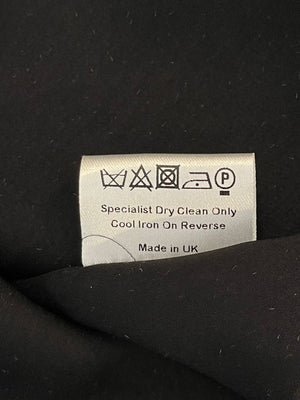 P
Specialist Dry Clean Only
Cool Iron On Reverse
Made in UK